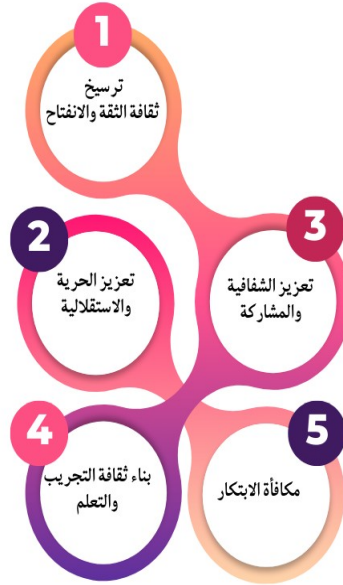 1
ترسيخ
ثقافة الثقة والانفتاح
2
تعزيز الحرية
والاستقلالية
3
تعزيز الشفافية
والمشاركة
4
بناء ثقافة التجريب
والتعلم
5
مكافأة الابتكار